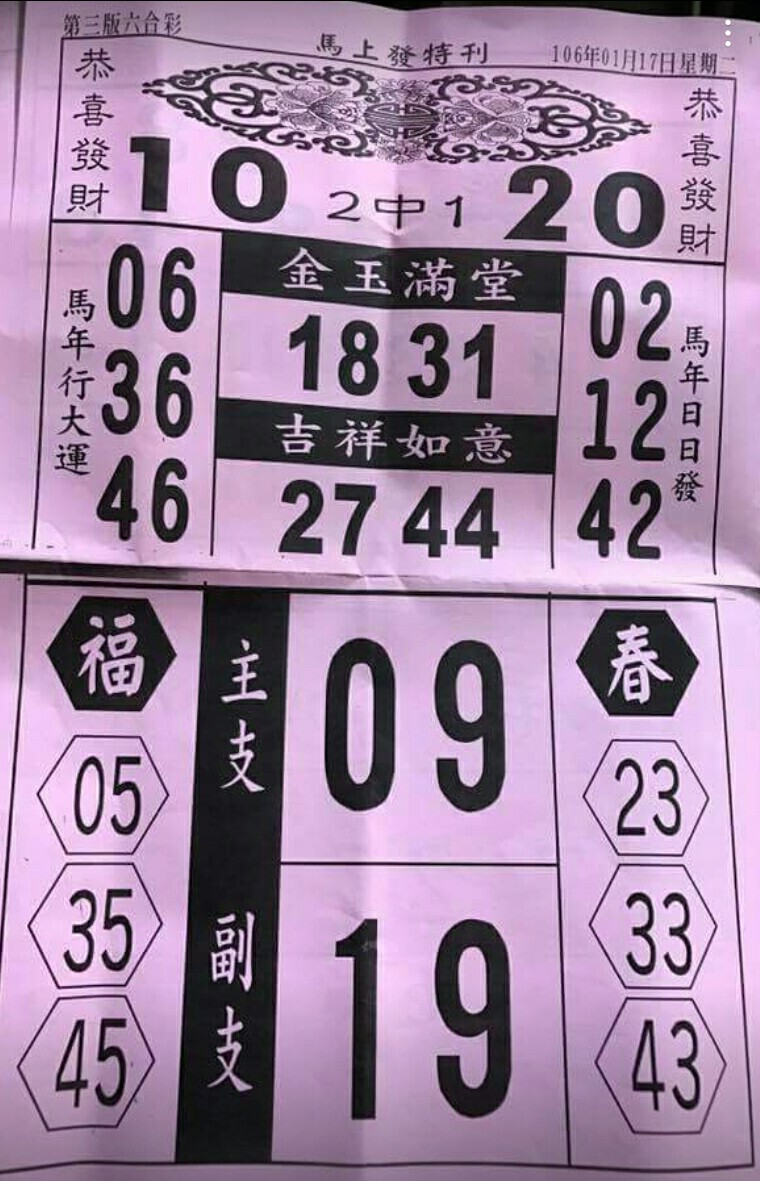 第三版六合彩
馬上發特刊
106年01月17日星期二
恭喜發財
10 2中1 20
恭喜發財
馬年行大運
06
36
46
金玉滿堂
18 31
吉祥如意
27 44
02
12
42
馬年日日發
福
05
35
45
主支
09
副支
19
春
23
33
43